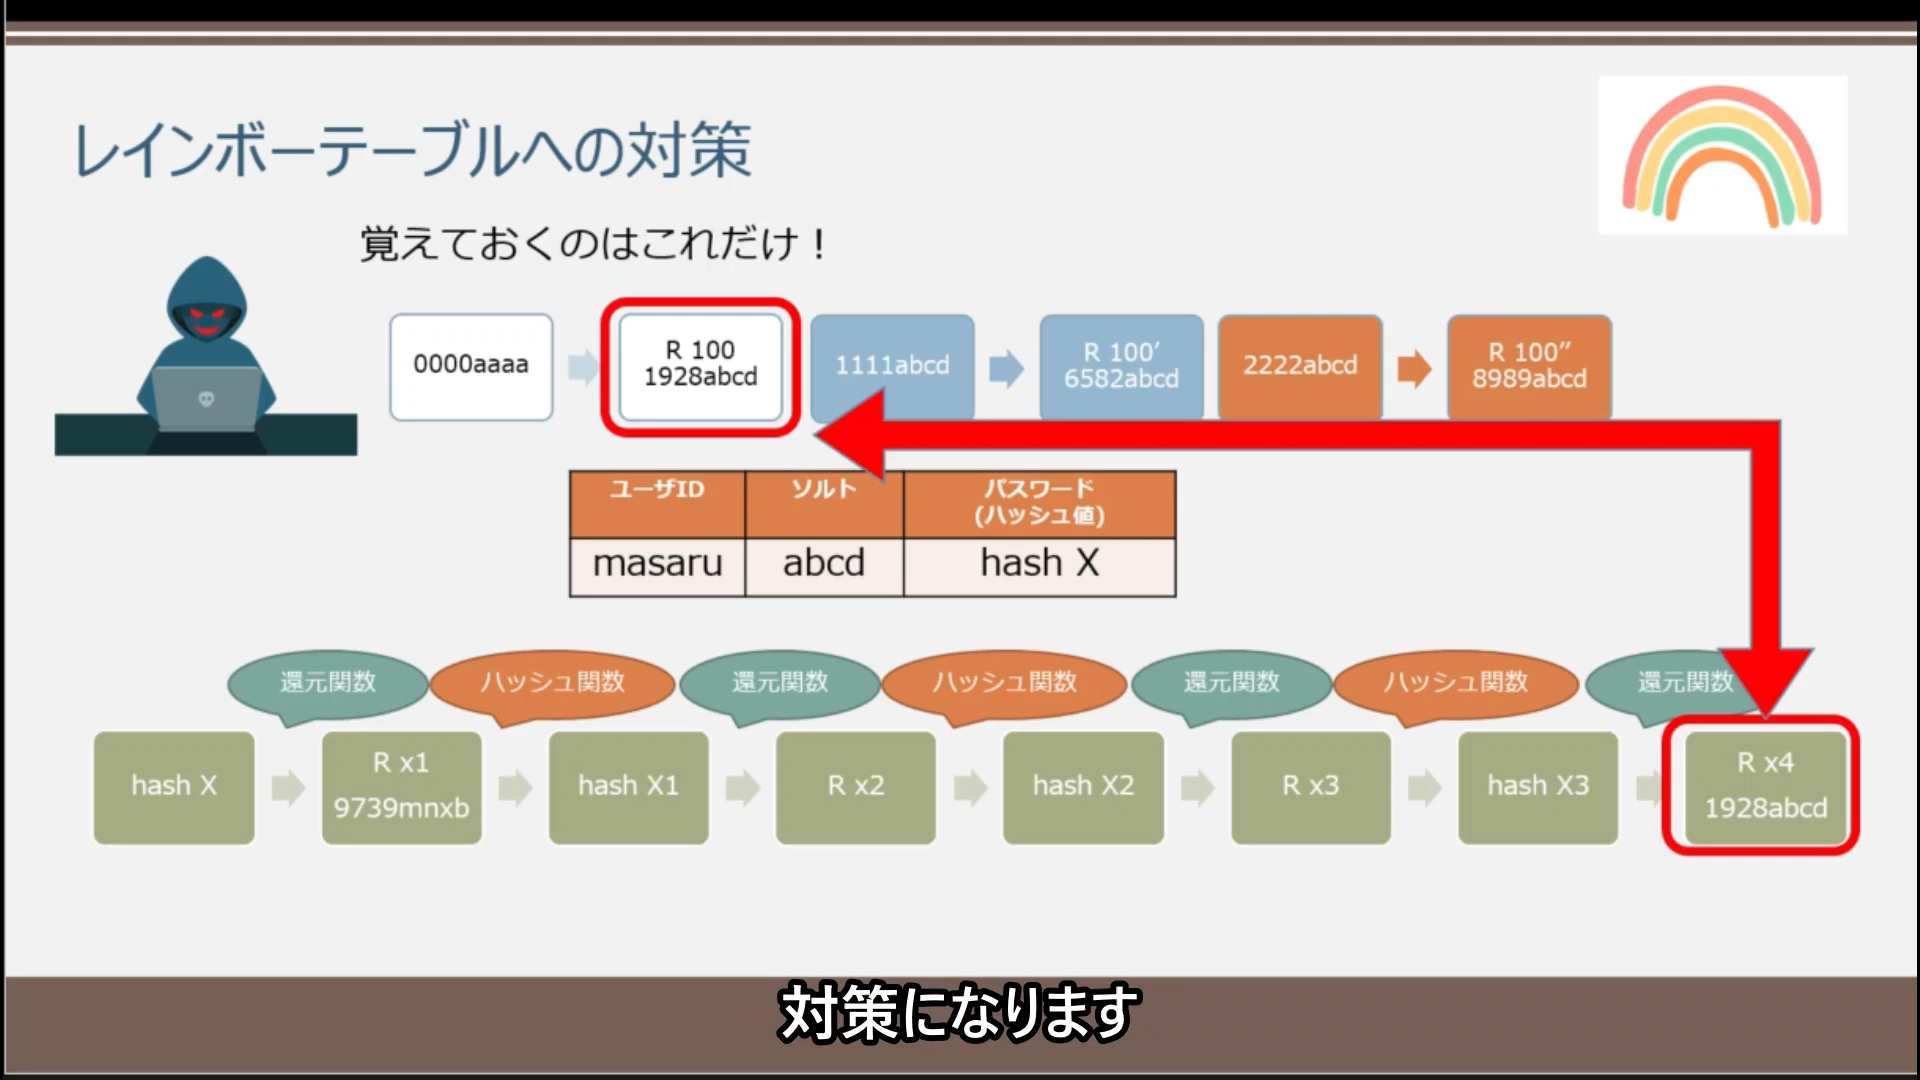 レインボーテーブルへの対策
覚えておくのはこれだけ！
0000aaaa
R 100
1928abcd
1111abcd
R 100′
6582abcd
2222abcd
R 100″
8989abcd
ユーザID
ソルト
パスワード
(ハッシュ値)
masaru
abcd
hash X
還元関数
ハッシュ関数
還元関数
ハッシュ関数
還元関数
ハッシュ関数
還元関数
hash X
R x1
9739mnxb
hash X1
R x2
hash X2
R x3
hash X3
R x4
1928abcd
対策になります